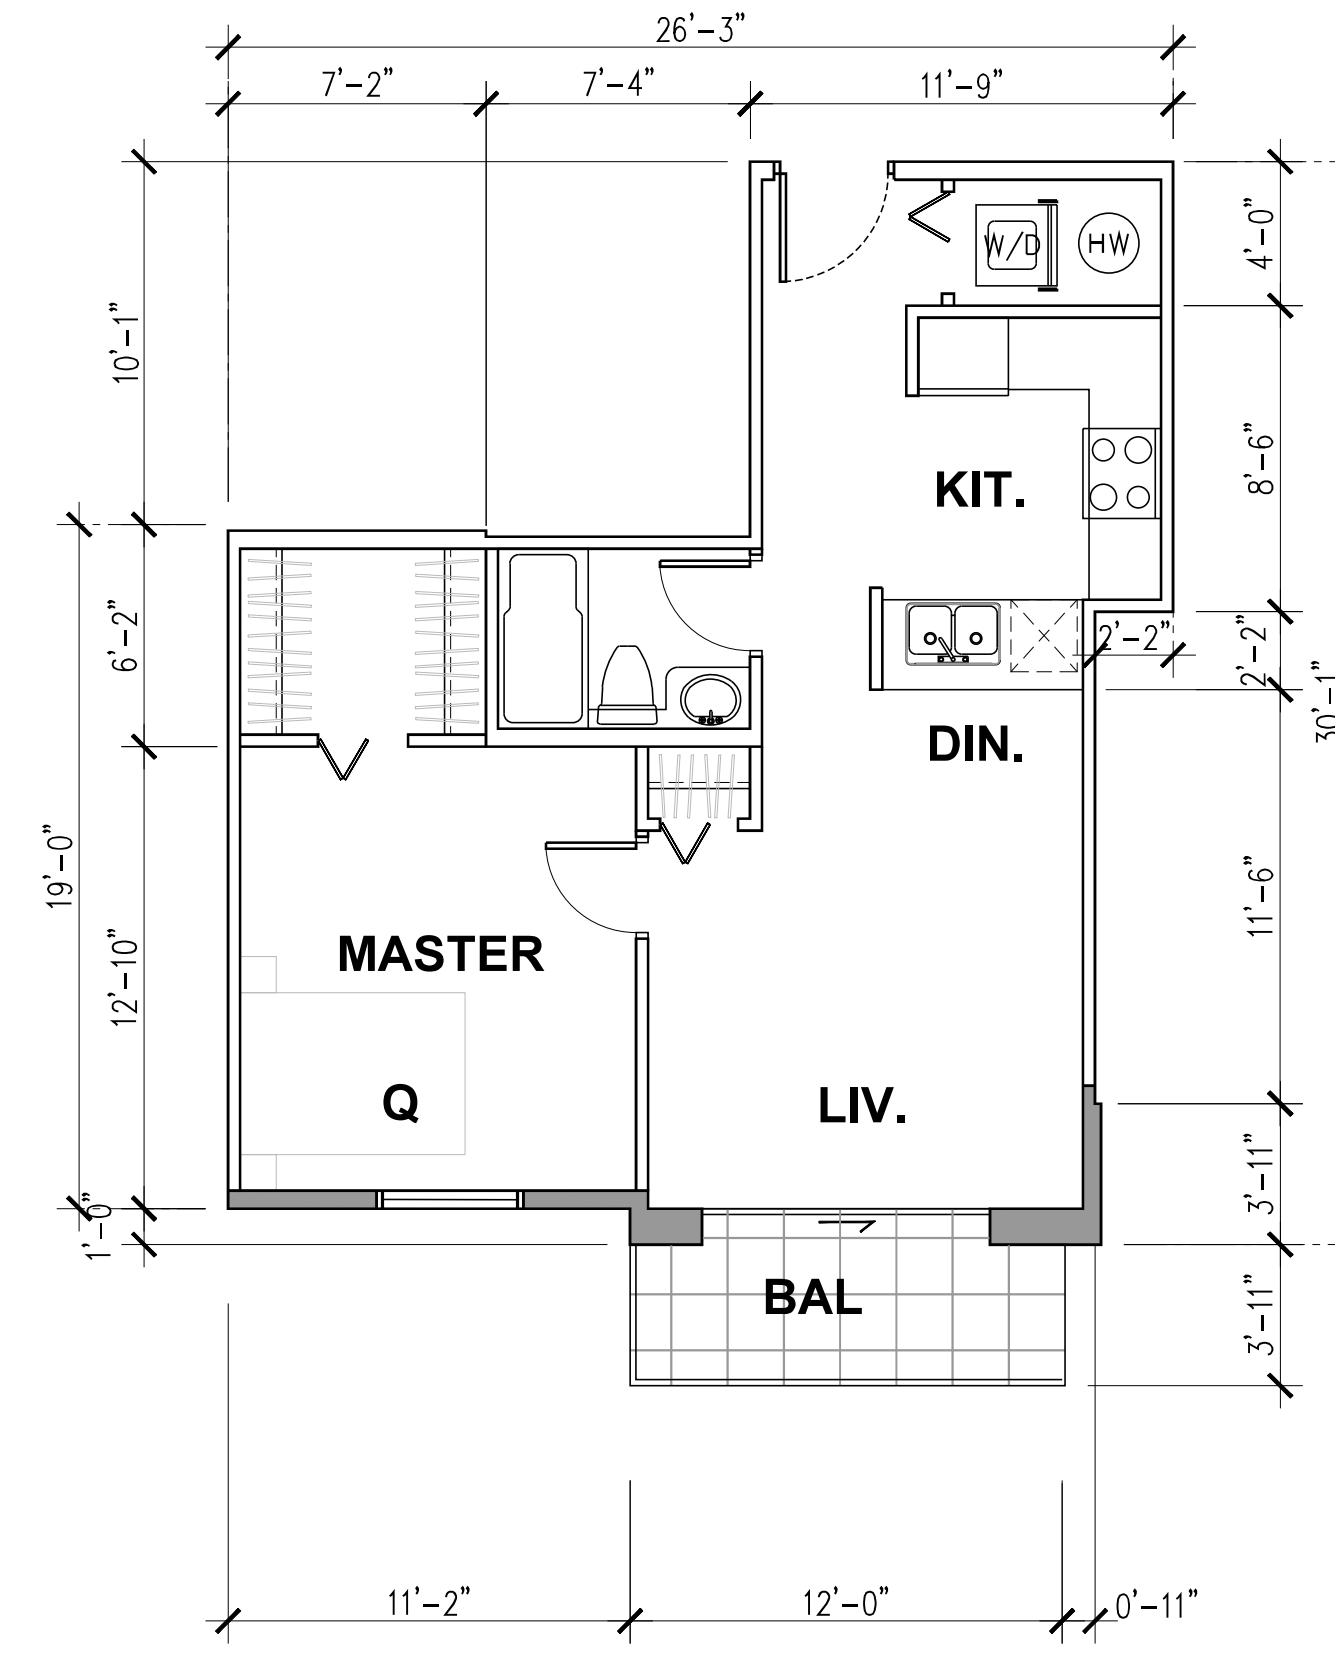 26'-3"
7'-2"
7'-4"
11'-9"
4'-0"
W/D
HW
10'-1"
8'-6"
KIT.
6'-2"
2'-2"
2'-2"
30'-1"
DIN.
19'-0"
11'-6"
12'-10"
MASTER
Q
LIV.
3'-11"
1'-0"
BAL
3'-11"
11'-2"
12'-0"
0'-11"